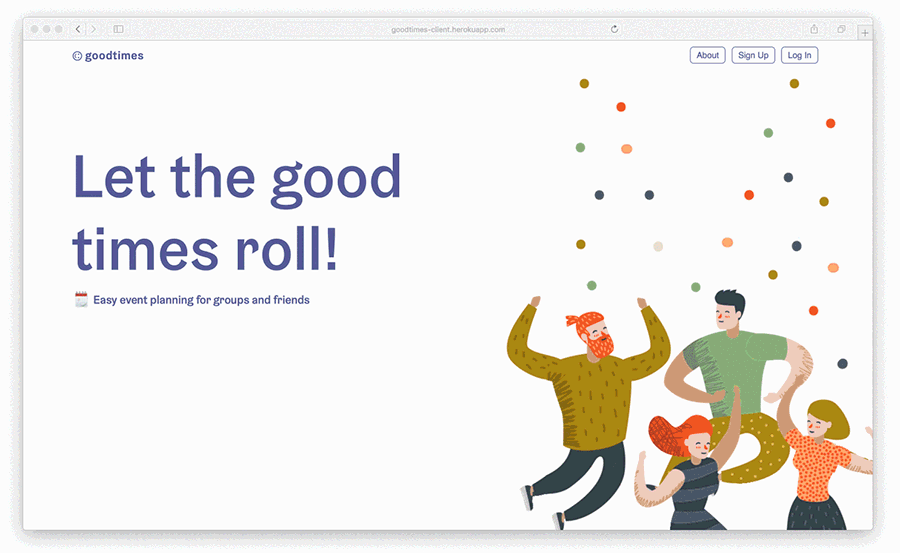 goodtimes-client.herokuapp.com
goodtimes
About
Sign Up
Log In
Let the good
times roll!
Easy event planning for groups and friends